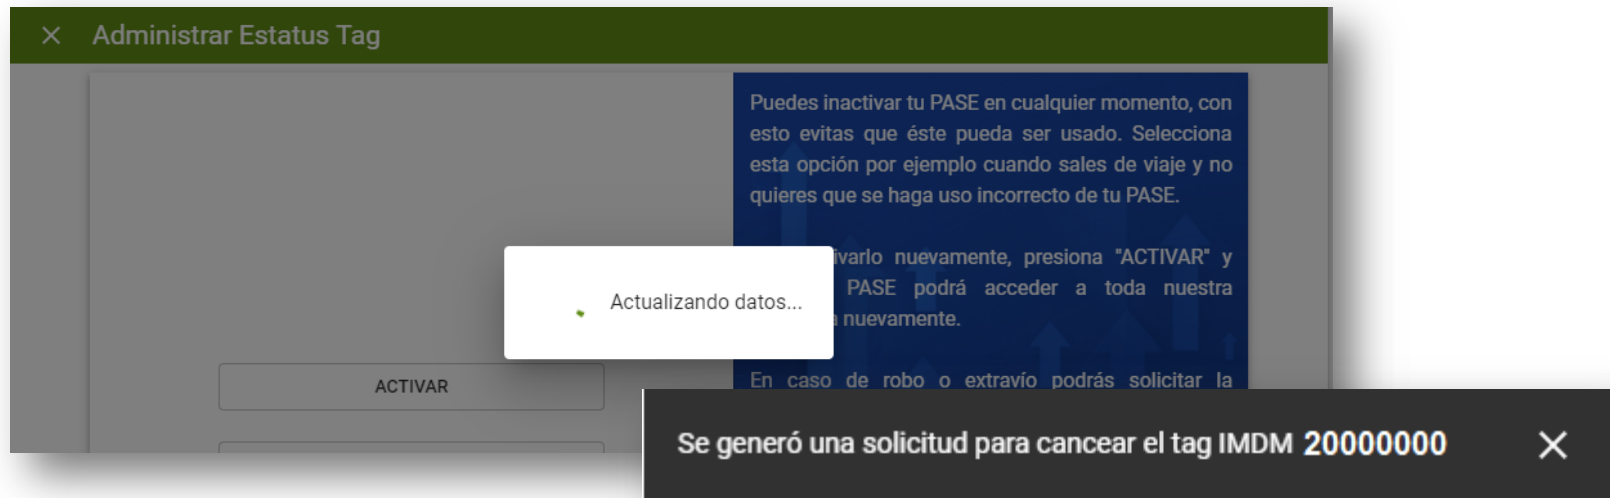 Administrar Estatus Tag
Puedes inactivar tu PASE en cualquier momento, con
esto evitas que éste pueda ser usado. Selecciona
esta opción por ejemplo cuando sales de viaje y no
quieres que se haga uso incorrecto de tu PASE.
ivarlo nuevamente, presiona "ACTIVAR" y
PASE podrá acceder a toda nuestra
nuevamente.
Actualizando datos...
En caso de robo o extravío podrás solicitar la
ACTIVAR
Se generó una solicitud para cancear el tag IMDM 20000000